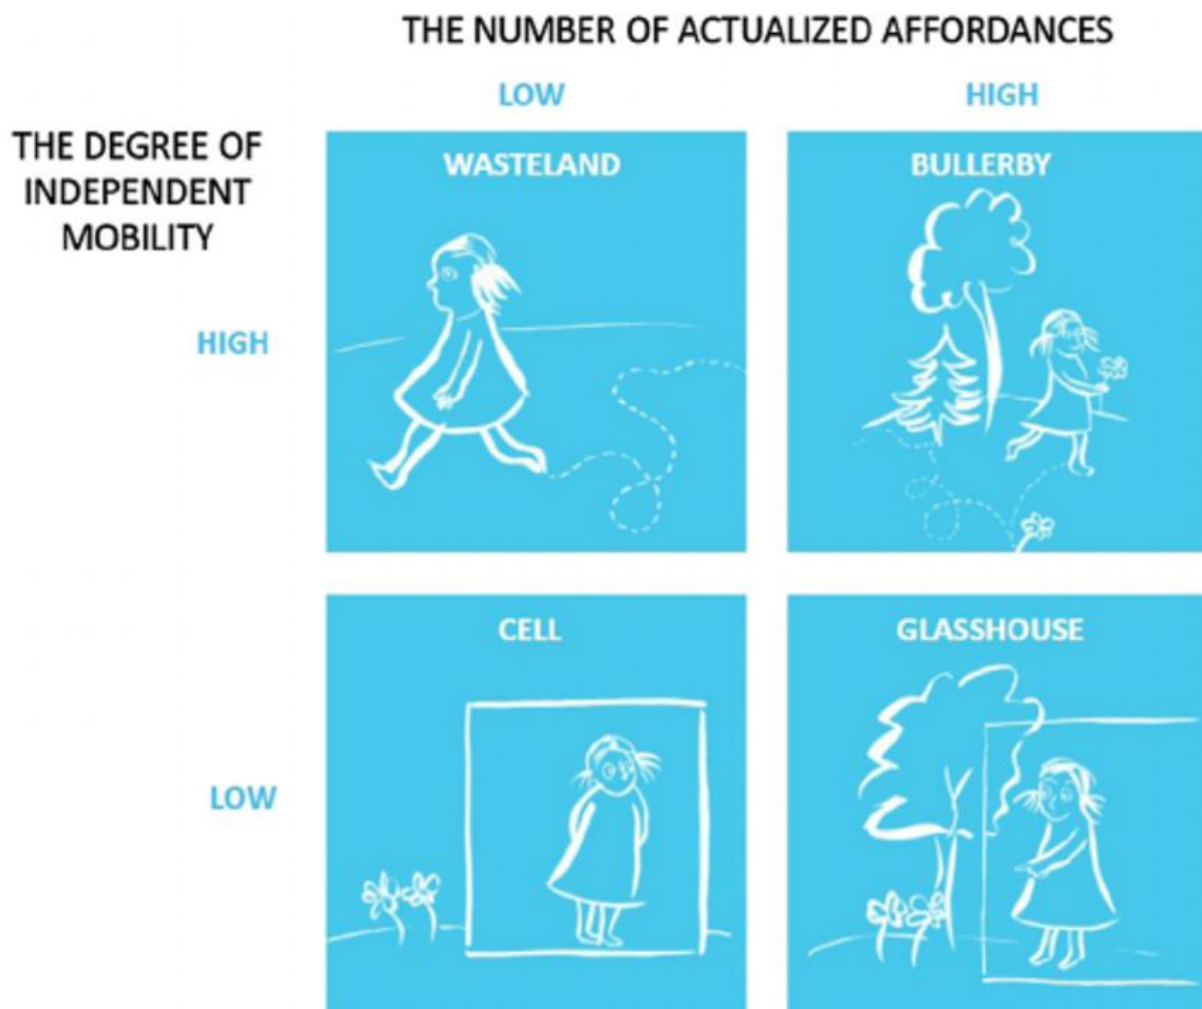 THE NUMBER OF ACTUALIZED AFFORDANCES
LOW
HIGH
THE DEGREE OF
INDEPENDENT
MOBILITY
WASTELAND
BULLERBY
HIGH
CELL
GLASSHOUSE
LOW